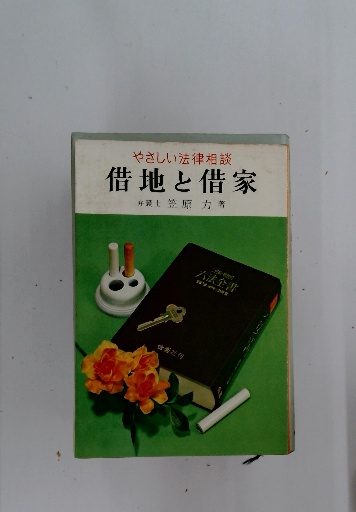 やさしい法律相談
借地と借家
弁護士 笠原力著
六法全書